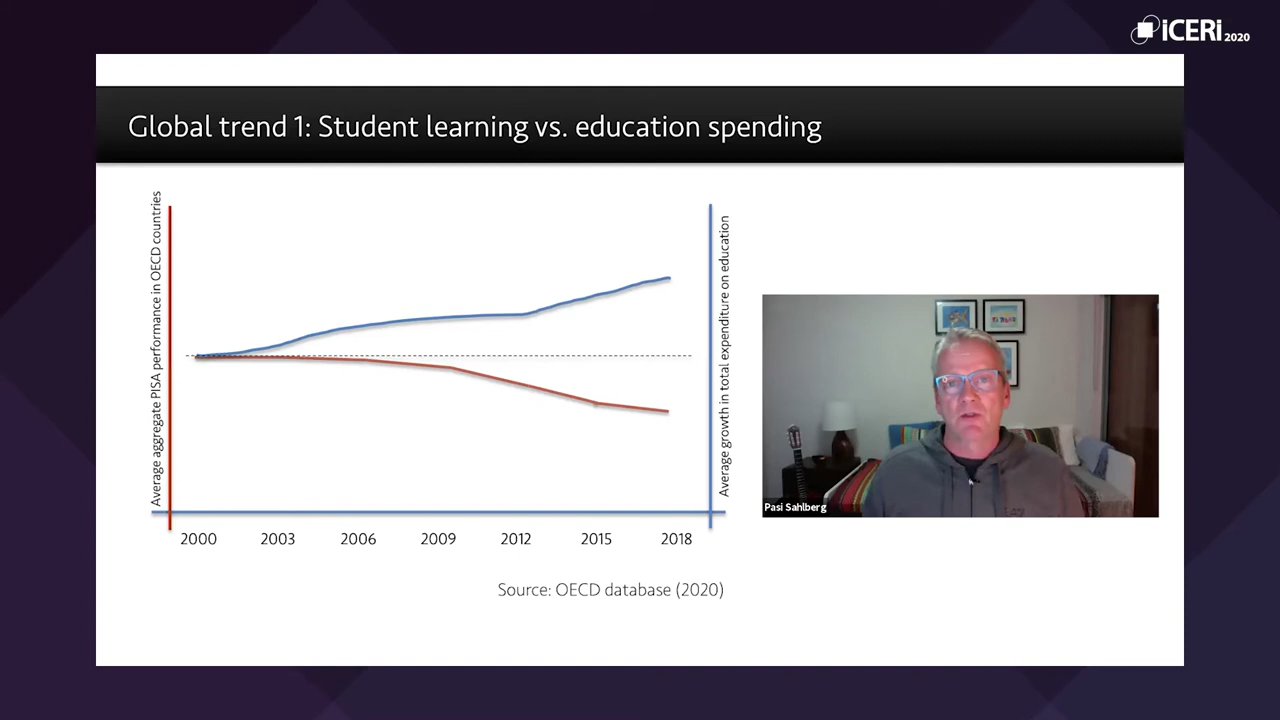 iCERi 2020
Global trend 1: Student learning vs. education spending
Average aggregate PISA performance in OECD countries
Average growth in total expenditure on education
2000 2003 2006 2009 2012 2015 2018
Source: OECD database (2020)
Pasi Sahlberg